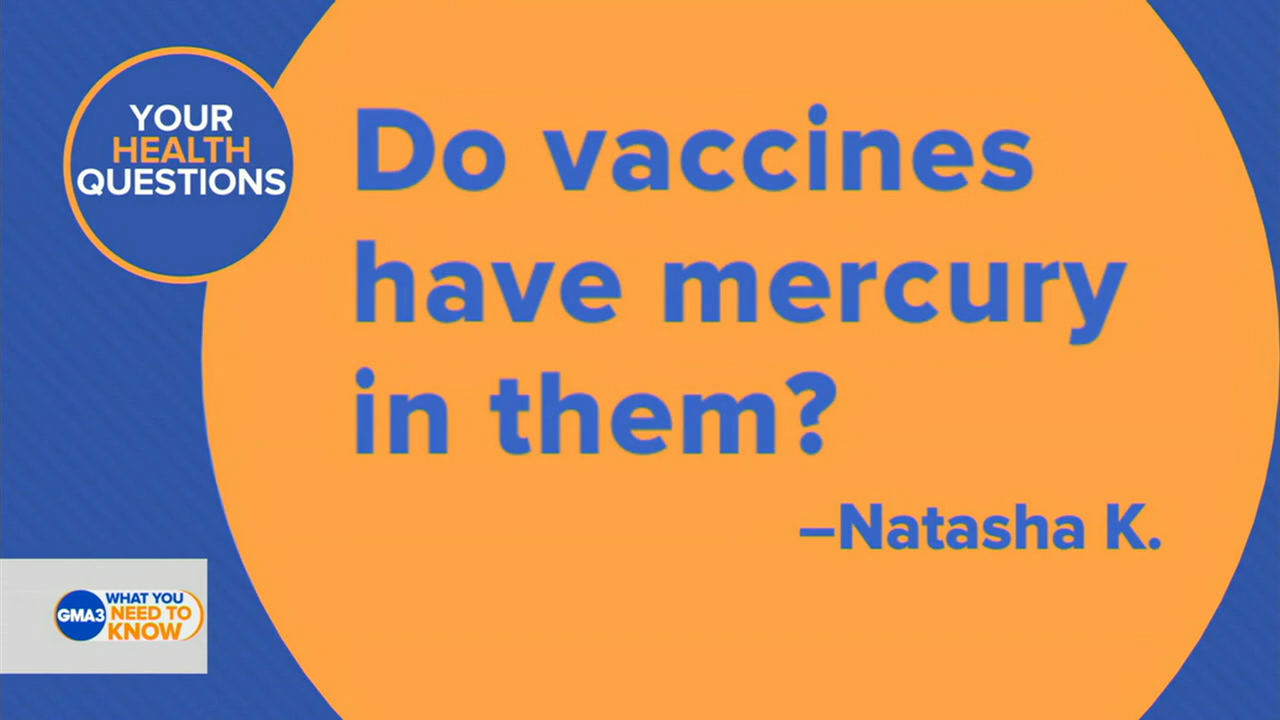 YOUR
HEALTH
QUESTIONS
Do vaccines
have mercury
in them?
–Natasha K.
GMA3
WHAT YOU
NEED TO
KNOW